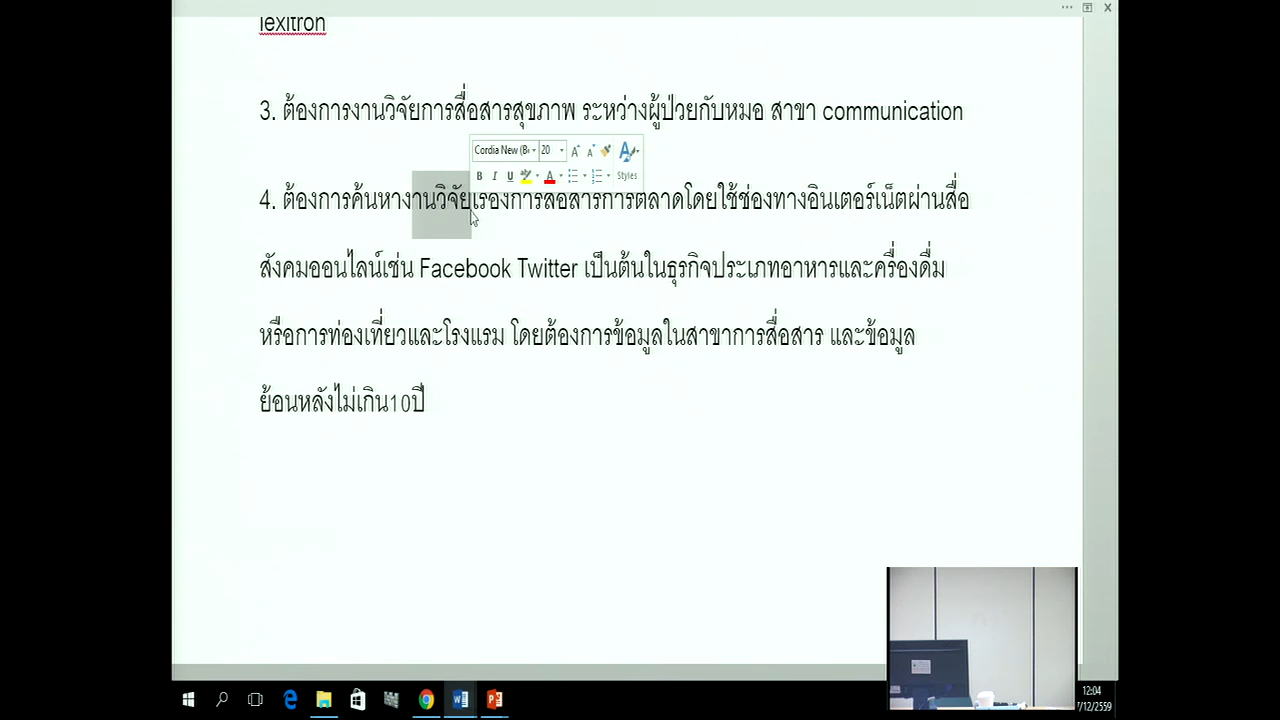 lexitron
3. ต้องการงานวิจัยการสื่อสารสุขภาพ ระหว่างผู้ป่วยกับหมอ สาขา communication
Cordia New (B 20
B I U A Styles
4. ต้องการค้นหางานวิจัยเรื่องการสื่อสารการตลาดโดยใช้ช่องทางอินเตอร์เน็ตผ่านสื่อ
สังคมออนไลน์เช่น Facebook Twitter เป็นต้นในธุรกิจประเภทอาหารและครื่องดื่ม
หรือการท่องเที่ยวและโรงแรม โดยต้องการข้อมูลในสาขาการสื่อสาร และข้อมูล
ย้อนหลังไม่เกิน10ปี
12:04
7/12/2559